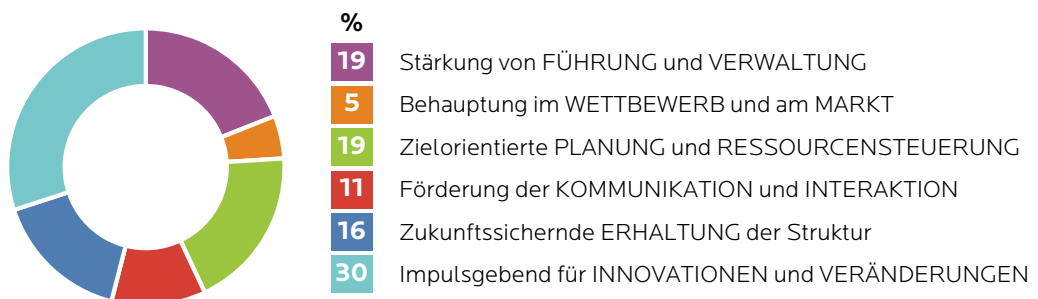 %
19 Stärkung von FÜHRUNG und VERWALTUNG
5 Behauptung im WETTBEWERB und am MARKT
19 Zielorientierte PLANUNG und RESSOURCENSTEUERUNG
11 Förderung der KOMMUNIKATION und INTERAKTION
16 Zukunftssichernde ERHALTUNG der Struktur
30 Impulsgebend für INNOVATIONEN und VERÄNDERUNGEN